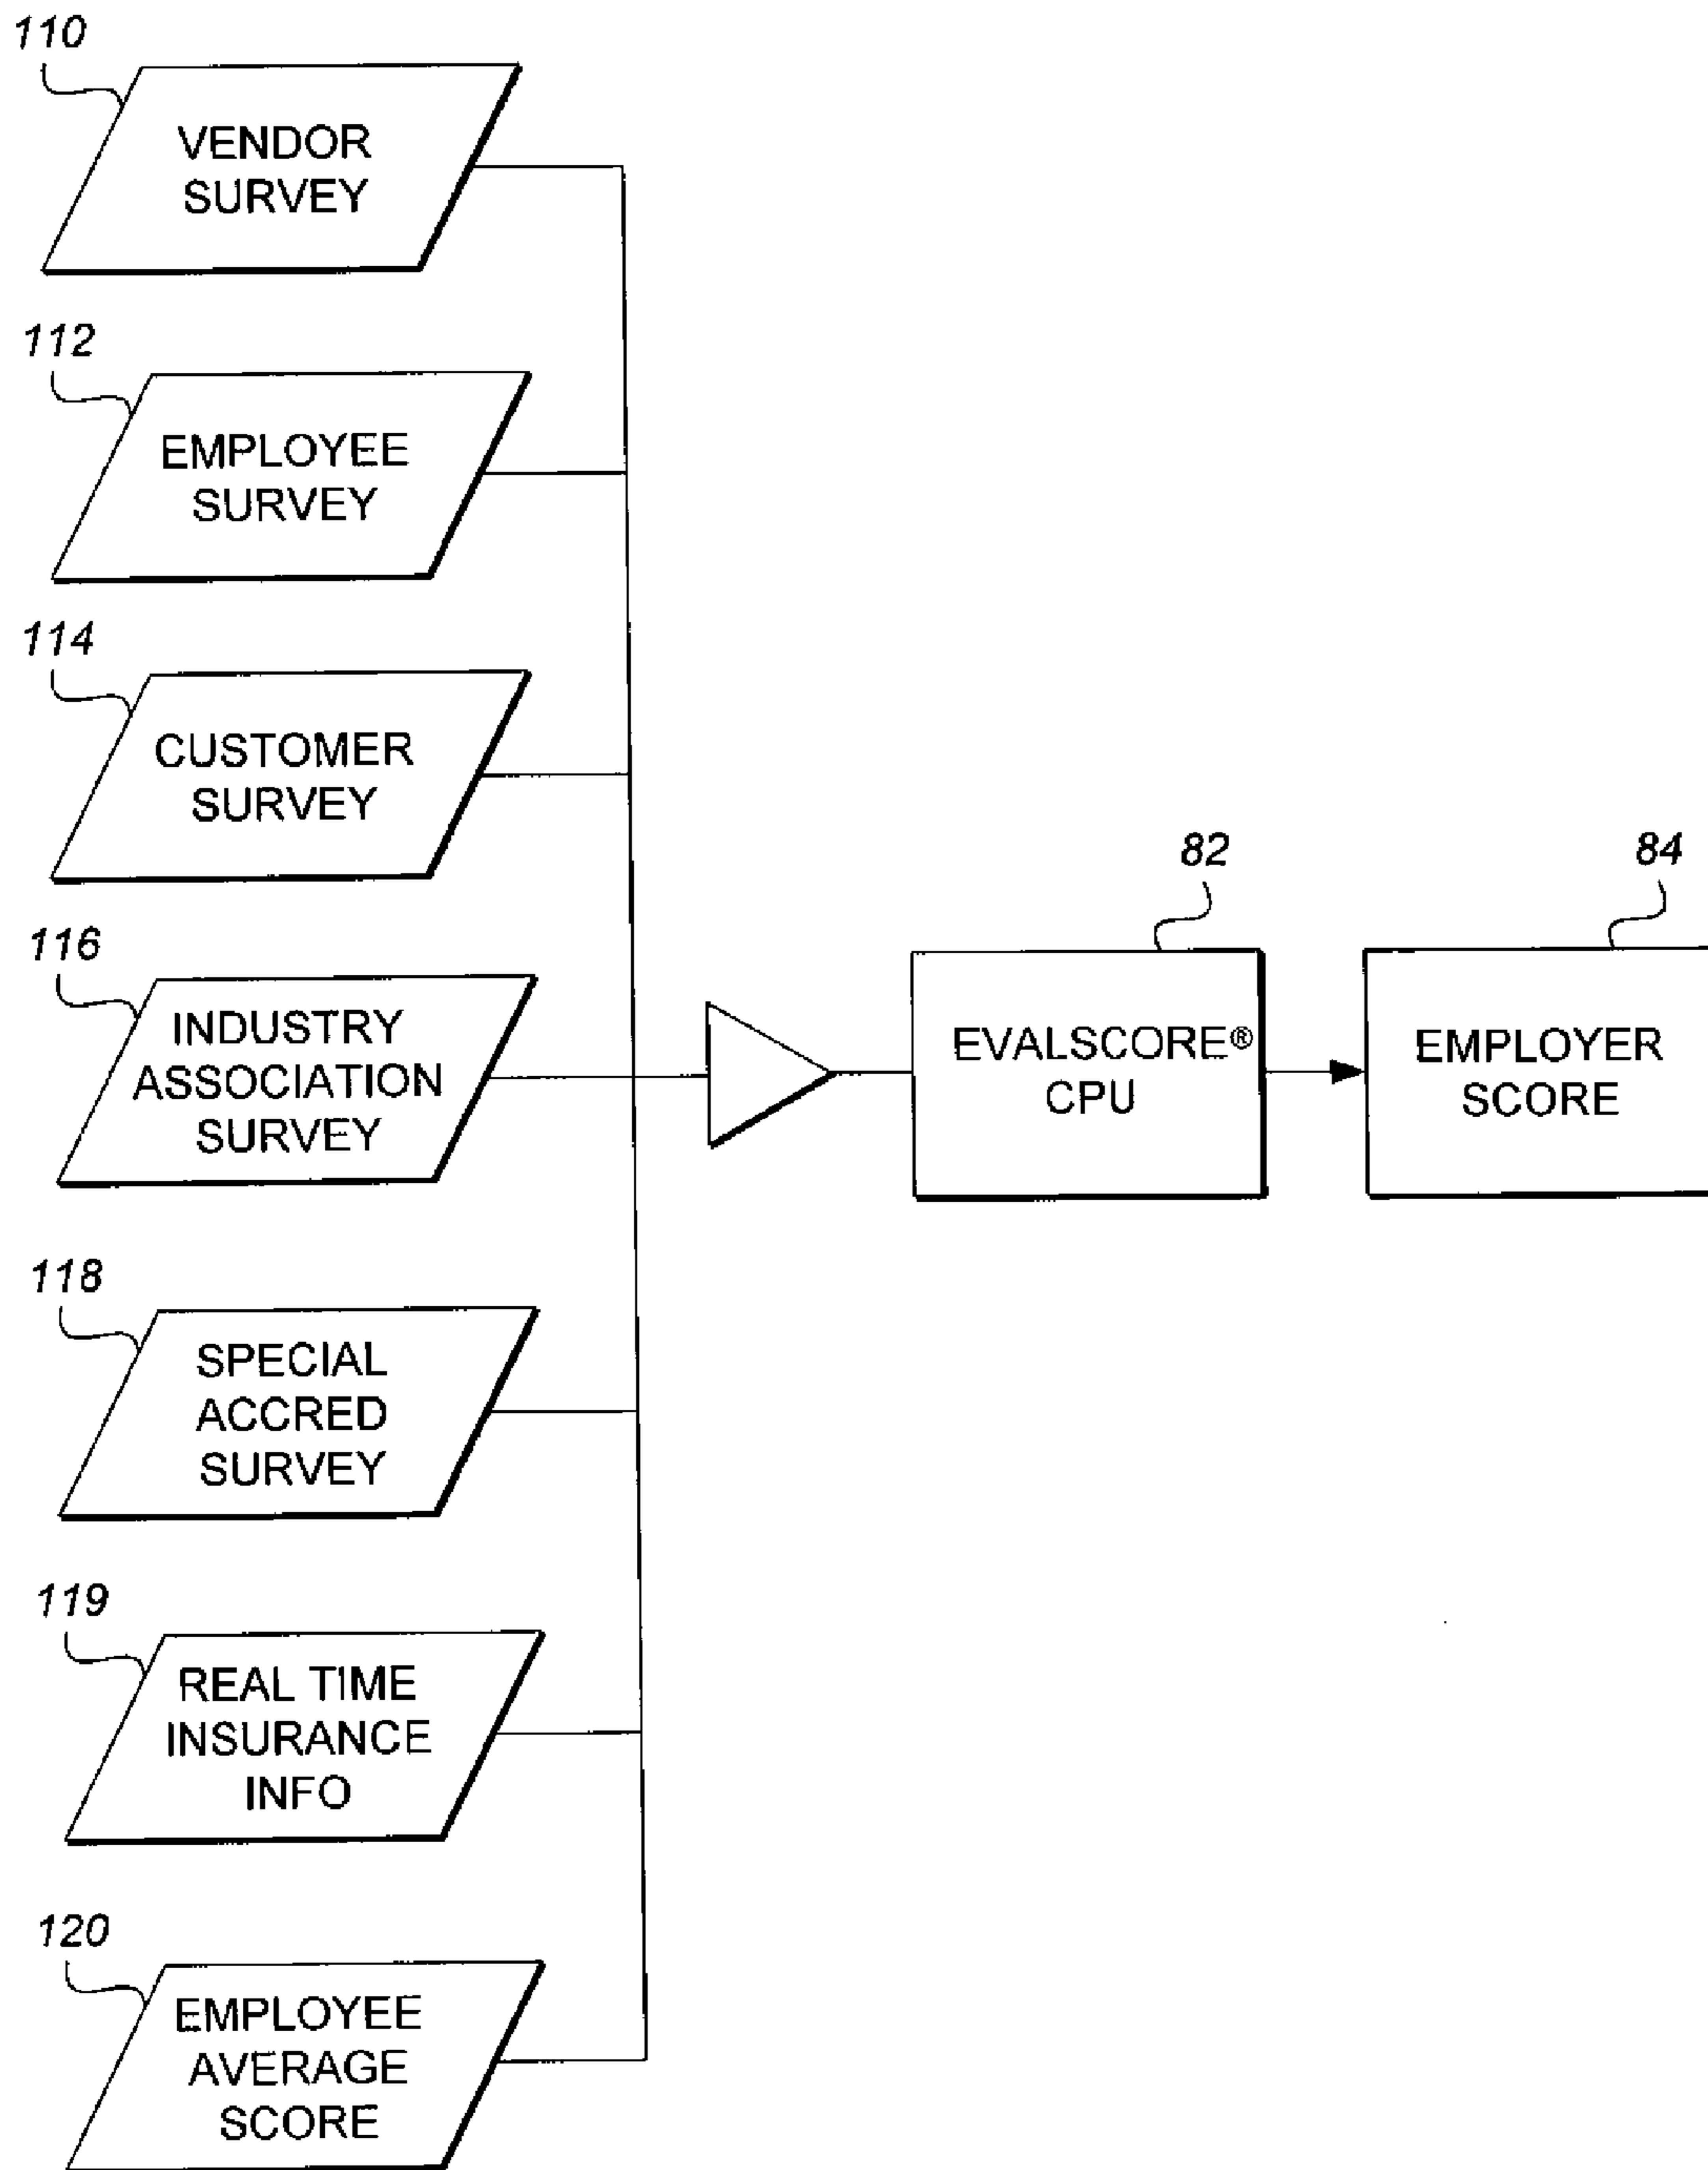 110
VENDOR
SURVEY
112
EMPLOYEE
SURVEY
114
CUSTOMER
SURVEY
116
INDUSTRY
ASSOCIATION
SURVEY
82
EVALSCORE®
CPU
84
EMPLOYER
SCORE
118
SPECIAL
ACCRED
SURVEY
119
REAL TIME
INSURANCE
INFO
120
EMPLOYEE
AVERAGE
SCORE